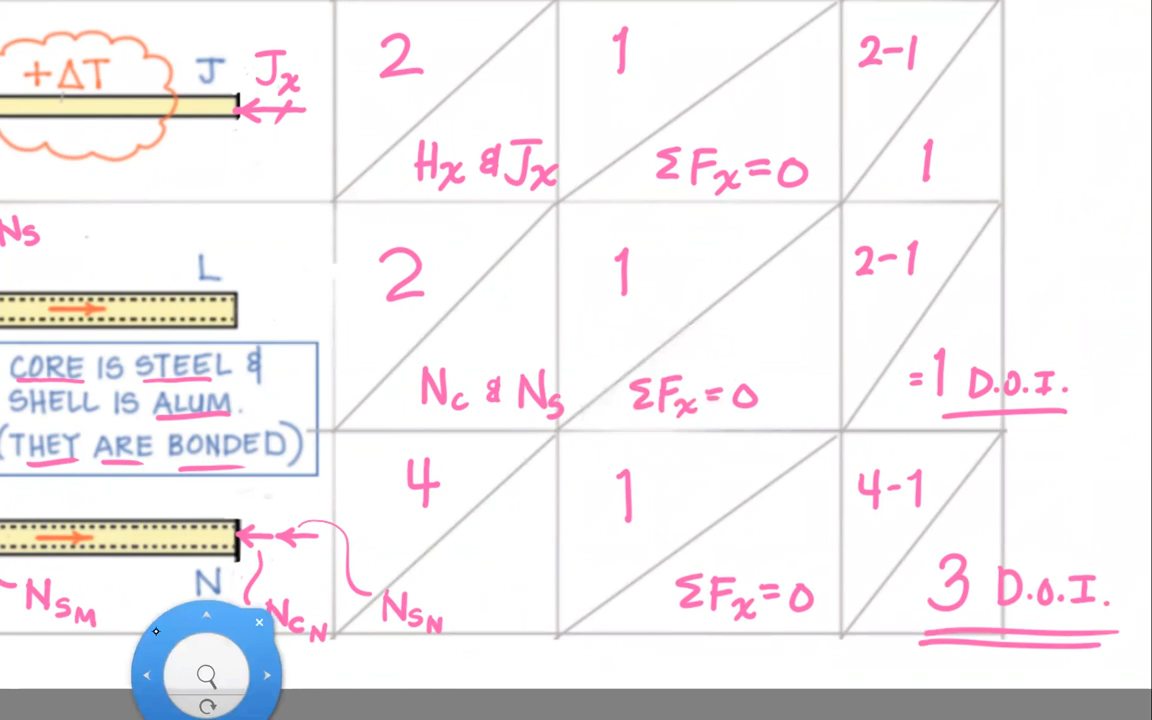 +ΔT J Jx 2 1 2-1
Hx & Jx ΣFx=0 1
Ns
L 2 1 2-1
CORE IS STEEL &
SHELL IS ALUM.
(THEY ARE BONDED)
Nc & Ns ΣFx=0 =1 D.O.I.
4 1 4-1
N
NSM NCN NSN ΣFx=0 3 D.O.I.